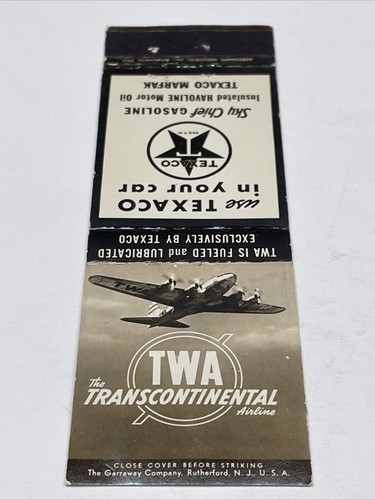 TWA
TWA
The
TRANSCONTINENTAL
Airline
CLOSE COVER BEFORE STRIKING
The Garraway Company, Rutherford, N. J., U. S. A.
TWA IS FUELED and LUBRICATED
EXCLUSIVELY BY TEXACO
use TEXACO
in your car
TEXACO
T
Sky Chief GASOLINE
Insulated HAVOLINE Motor Oil
TEXACO MARFAK